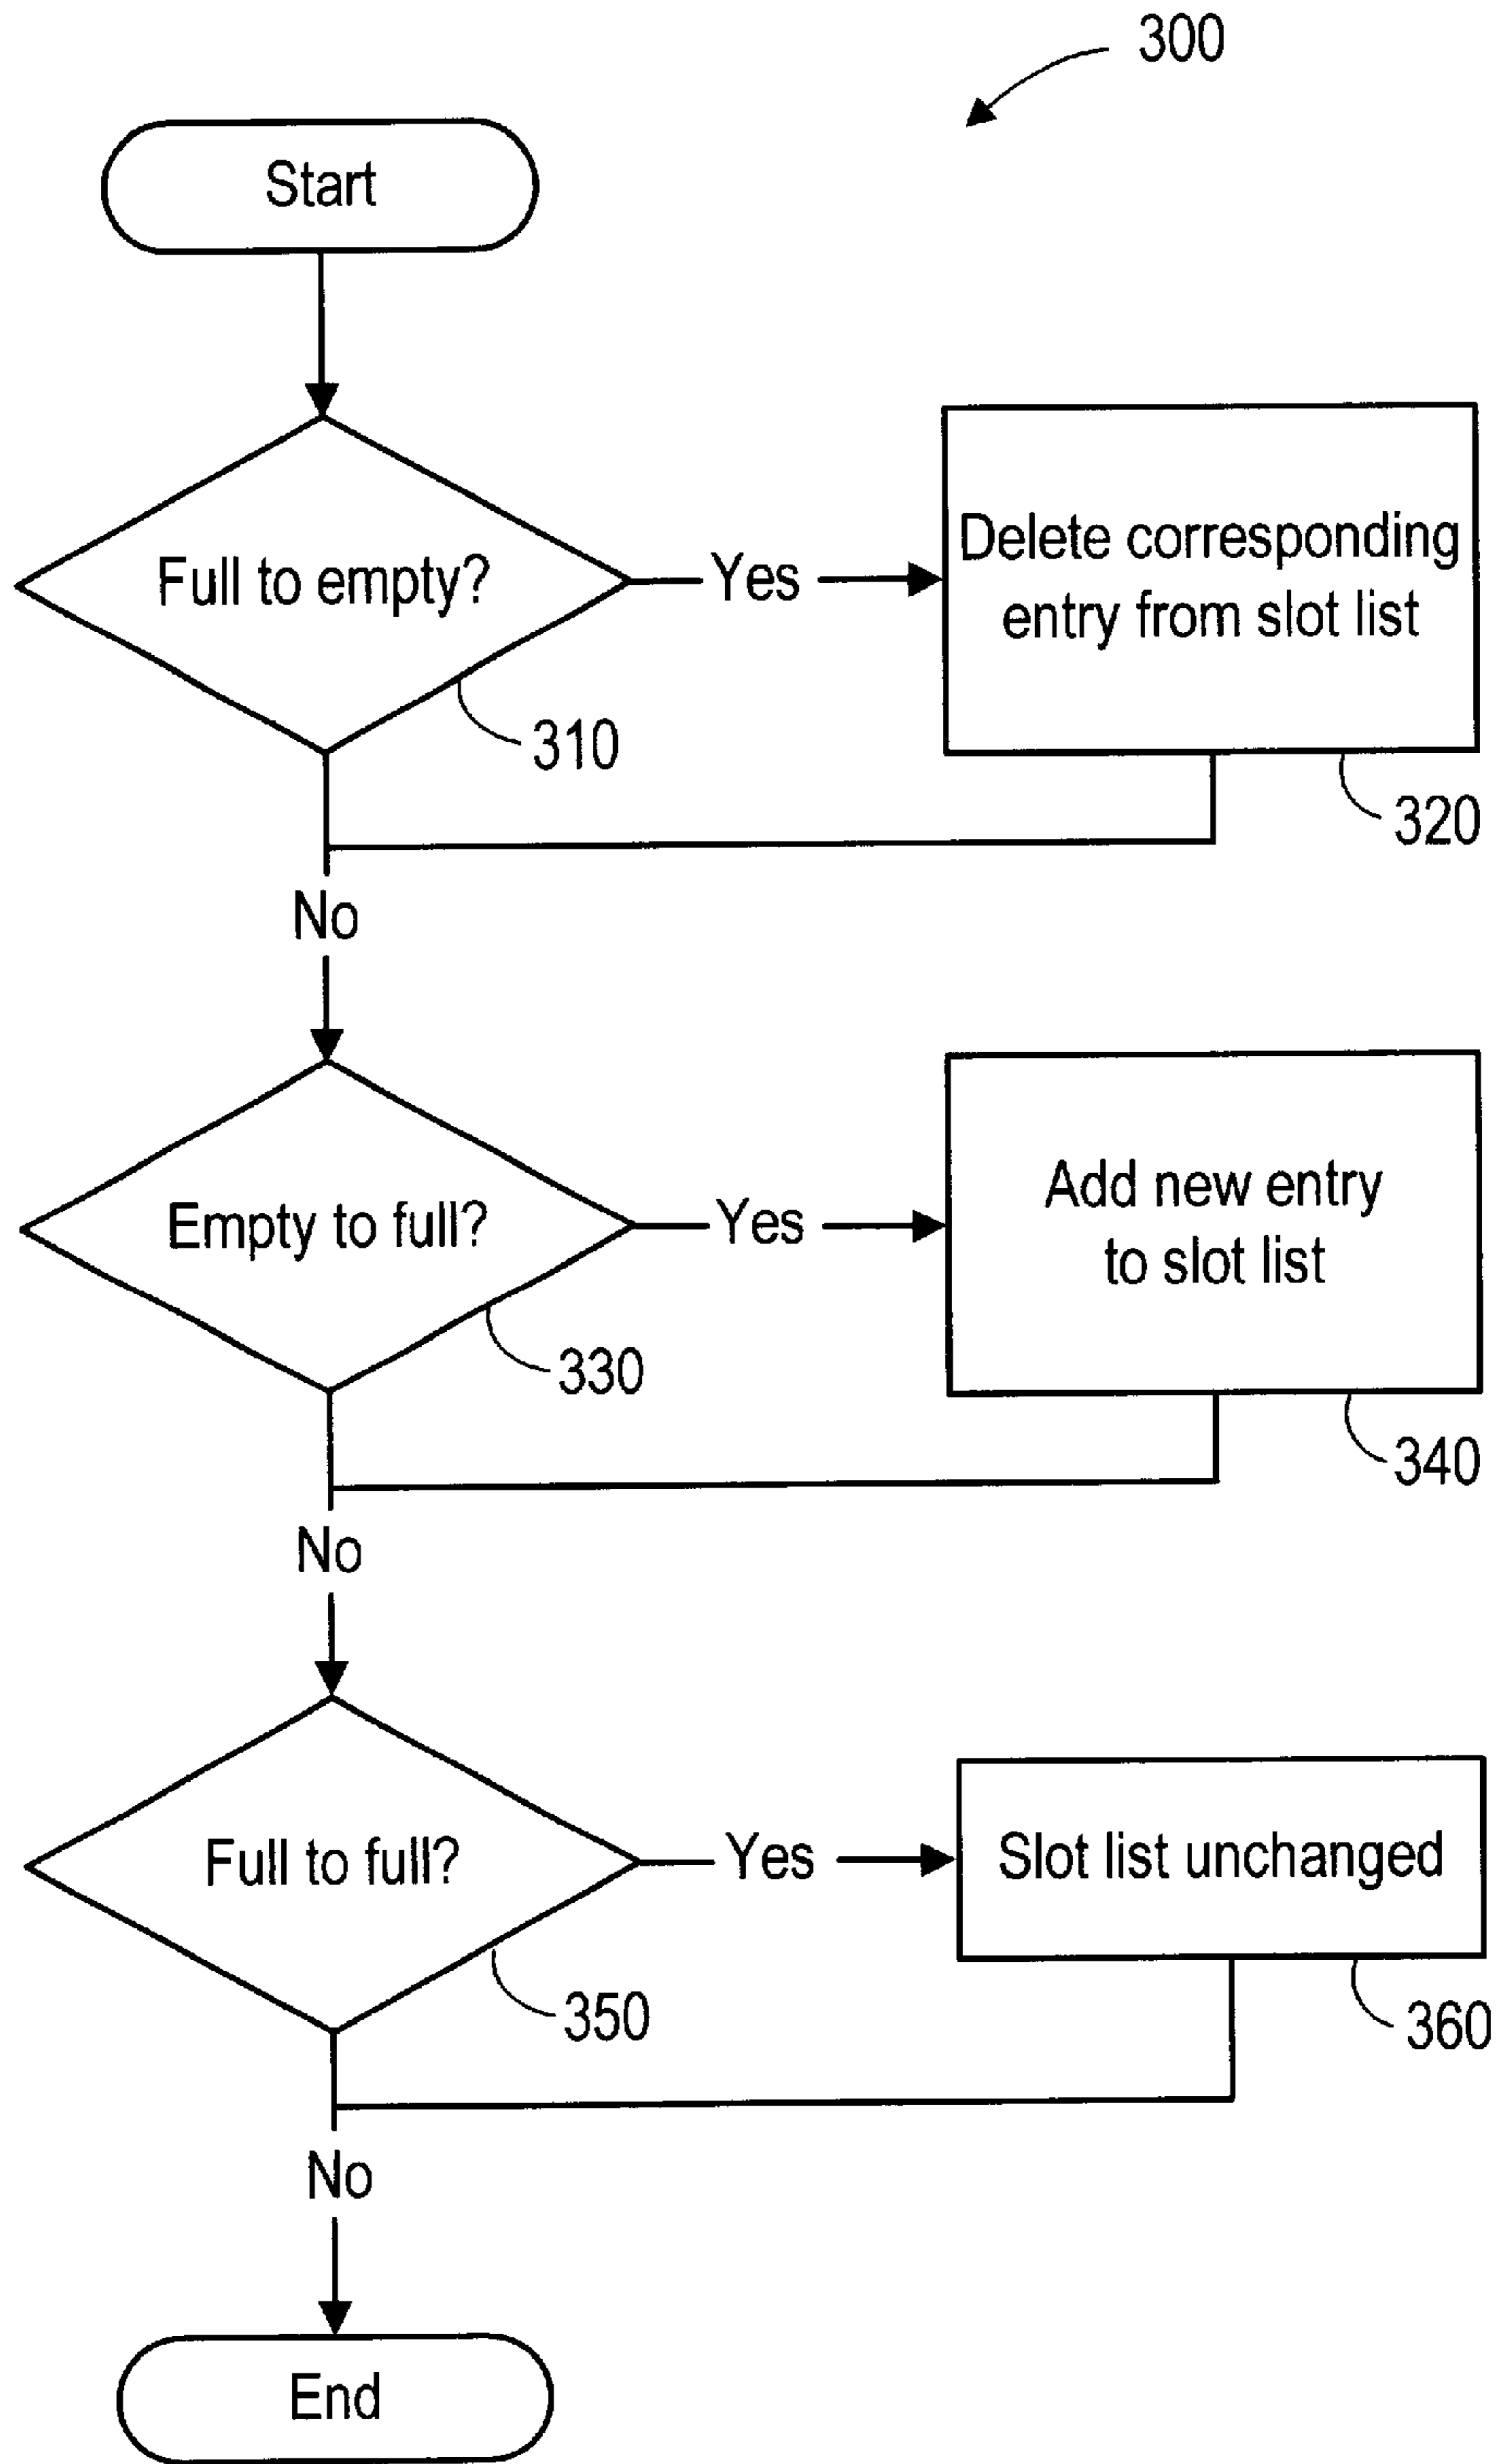 300
Start
Full to empty?
Yes
Delete corresponding
entry from slot list
310
320
No
Empty to full?
Yes
Add new entry
to slot list
330
340
No
Full to full?
Yes
Slot list unchanged
350
360
No
End